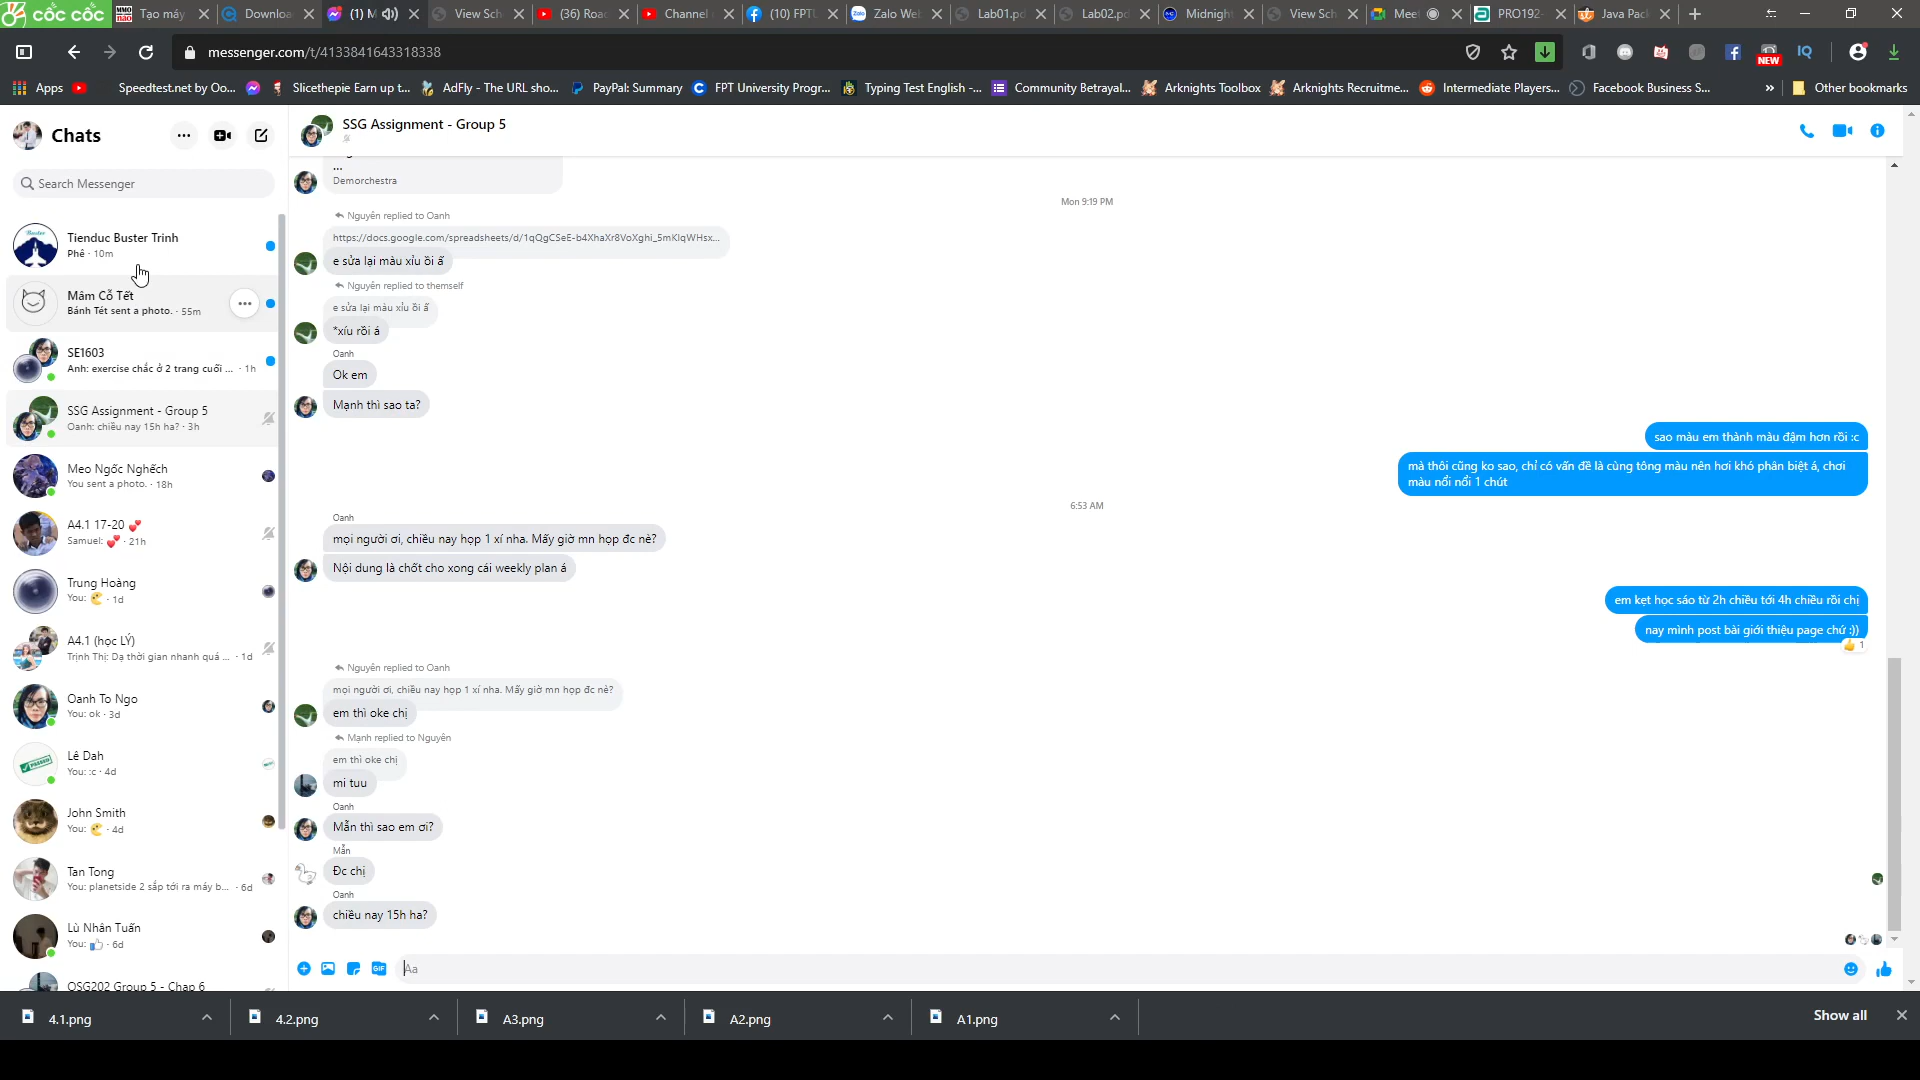 cốc cốc
Tạo máy
Downloa
(1) M
View Sch
(36) Roa
Channel
(10) FPT
Zalo We
Lab01.pd
Lab02.pd
Midnigh
View Sch
Meet
PRO192-
Java Pac
messenger.com/t/4133841643318338
NEW
IQ
Apps
Speedtest.net by Oo...
Slicethepie Earn up t...
AdFly - The URL sho...
PayPal: Summary
FPT University Progr...
Typing Test English -...
Community Betrayal...
Arknights Toolbox
Arknights Recruitme...
Intermediate Players...
Facebook Business S...
»
Other bookmarks
Chats
Search Messenger
Tienduc Buster Trinh
Phê · 10m
Mâm Cỗ Tết
Bánh Tét sent a photo. · 55m
SE1603
Anh: exercise chắc ở 2 trang cuối ... · 1h
SSG Assignment - Group 5
Oanh: chiều nay 15h ha? · 3h
Meo Ngốc Nghếch
You sent a photo. · 18h
A4.1 17-20 💕
Samuel: 💕 · 21h
Trung Hoàng
You: · 1d
A4.1 (học LÝ)
Trịnh Thị: Dạ thời gian nhanh quá ... · 1d
Oanh To Ngo
You: ok · 3d
Lê Dah
You: :c · 4d
John Smith
You: · 4d
Tan Tong
You: planetside 2 sắp tới ra máy b... · 6d
Lù Nhân Tuấn
You: 👍 · 6d
OSG202 Group 5 - Chap 6
SSG Assignment - Group 5
...
Demorchestra
Mon 9:19 PM
Nguyên replied to Oanh
https://docs.google.com/spreadsheets/d/1qQgCSeE-b4XhaXr8VoXghi_5mKlqWHsx...
e sửa lại màu xỉu ồi ấ
Nguyên replied to themself
e sửa lại màu xỉu ồi ấ
*xíu rồi á
Oanh
Ok em
Mạnh thì sao ta?
sao màu em thành màu đậm hơn rồi :c
mà thôi cũng ko sao, chỉ có vấn đề là cùng tông màu nên hơi khó phân biệt á, chơi
màu nổi nổi 1 chút
6:53 AM
Oanh
mọi người ơi, chiều nay họp 1 xí nha. Mấy giờ mn họp đc nè?
Nội dung là chốt cho xong cái weekly plan á
em kẹt học sáo từ 2h chiều tới 4h chiều rồi chị
nay mình post bài giới thiệu page chứ :))
👍 1
Nguyên replied to Oanh
mọi người ơi, chiều nay họp 1 xí nha. Mấy giờ mn họp đc nè?
em thì oke chị
Mạnh replied to Nguyên
em thì oke chị
mi tuu
Oanh
Mẫn thì sao em ơi?
Mẫn
Đc chị
Oanh
chiều nay 15h ha?
GIF
Aa
4.1.png
4.2.png
A3.png
A2.png
A1.png
Show all